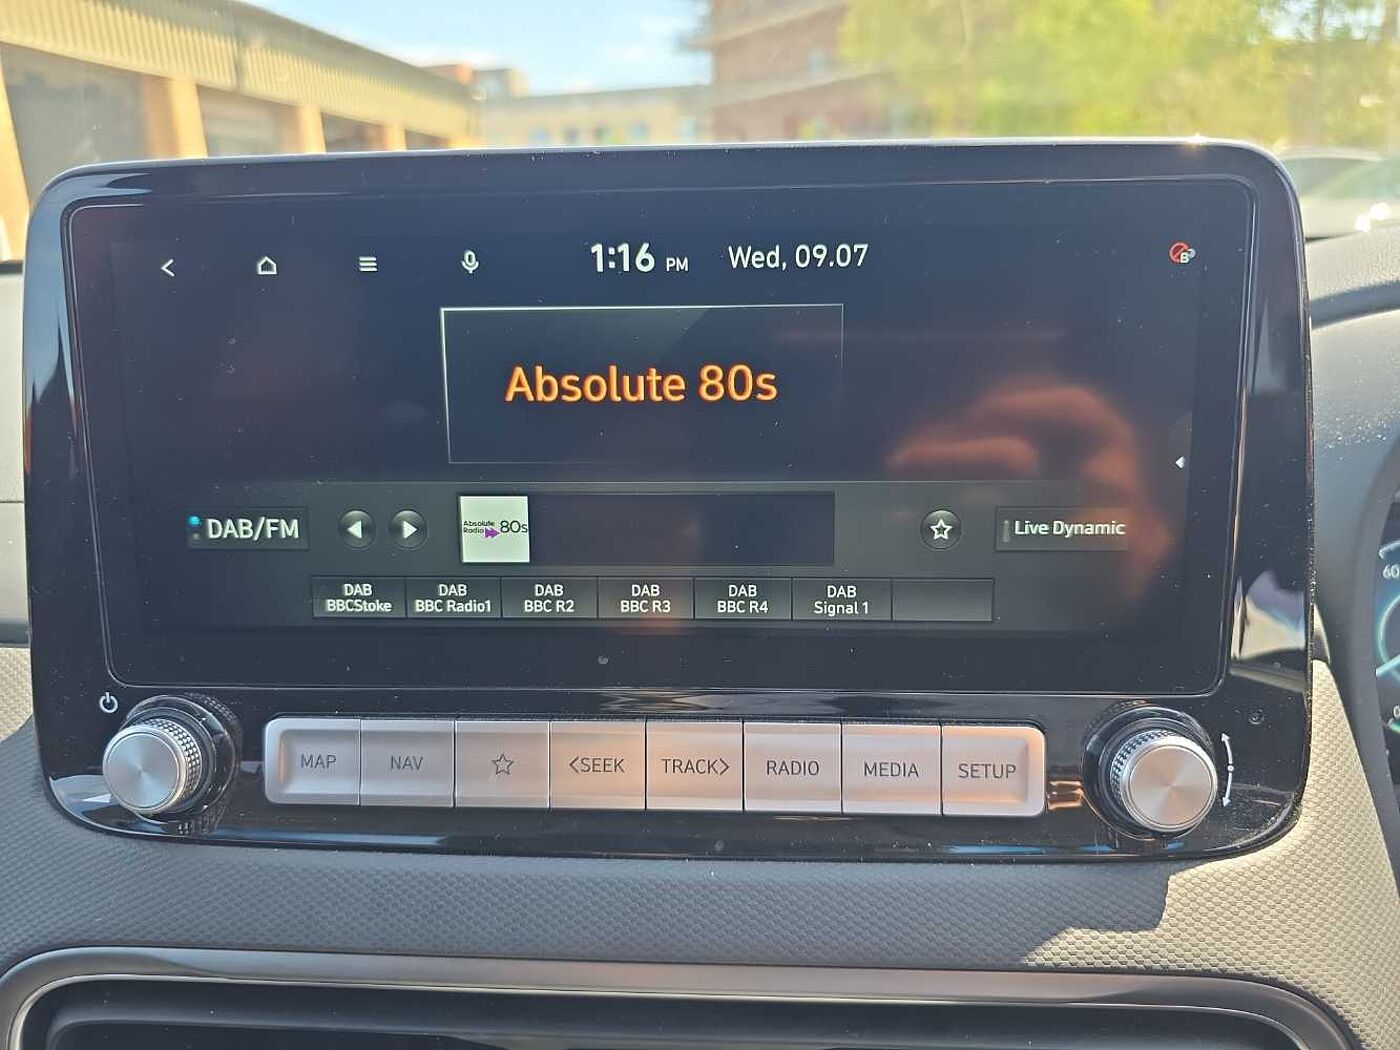 1:16 PM Wed, 09.07
Absolute 80s
DAB/FM
Absolute
Radio 80s
Live Dynamic
DAB
BBCStoke
DAB
BBC Radio1
DAB
BBC R2
DAB
BBC R3
DAB
BBC R4
DAB
Signal 1
MAP
NAV
<SEEK
TRACK>
RADIO
MEDIA
SETUP
60